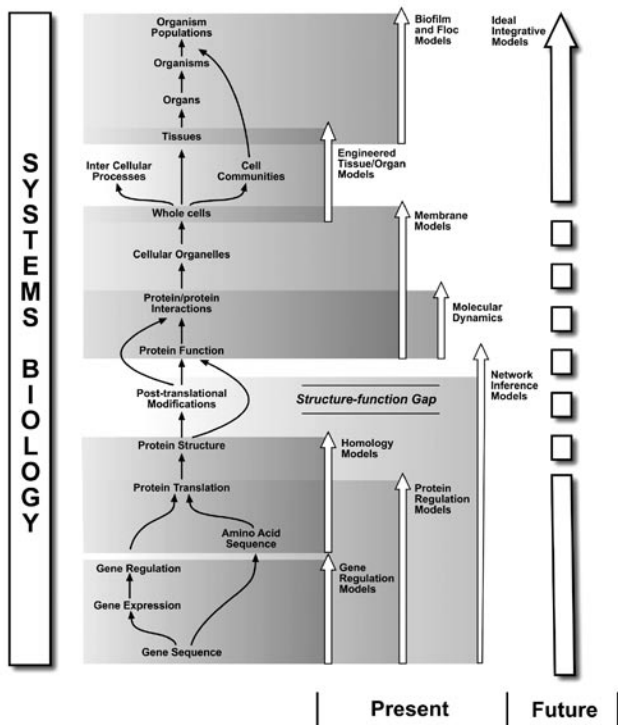 SYSTEMS BIOLOGY
Organism
Populations
Organisms
Organs
Tissues
Inter Cellular
Processes
Cell
Communities
Whole cells
Cellular Organelles
Protein/protein
Interactions
Protein Function
Post-translational
Modifications
Structure-function Gap
Protein Structure
Protein Translation
Amino Acid
Sequence
Gene Regulation
Gene Expression
Gene Sequence
Biofilm
and Floc
Models
Engineered
Tissue/Organ
Models
Membrane
Models
Molecular
Dynamics
Network
Inference
Models
Homology
Models
Protein
Regulation
Models
Gene
Regulation
Models
Ideal
Integrative
Models
Present
Future